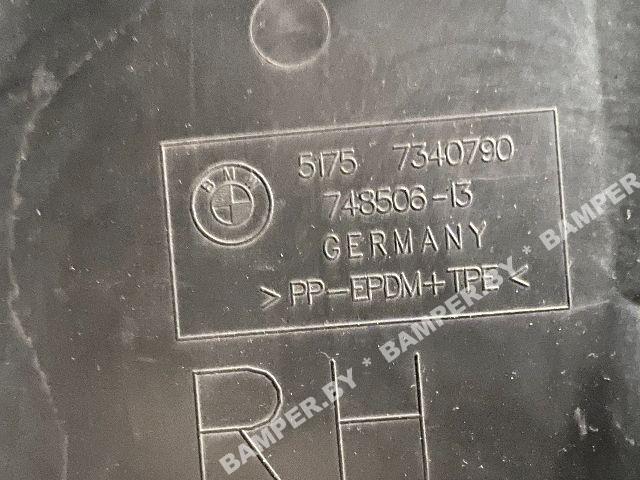 BMW
5175 7340790
748506-13
GERMANY
>PP-EPDM+TPE<
RH
BAMPER.BY * BAMPER.BY * BAMPER